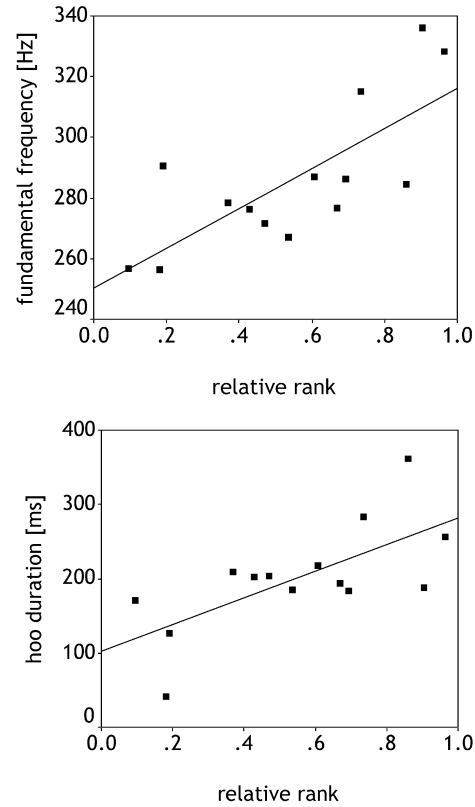 340
320
300
280
260
240
fundamental frequency [Hz]
0.0 .2 .4 .6 .8 1.0
relative rank
400
300
200
100
0
hoo duration [ms]
0.0 .2 .4 .6 .8 1.0
relative rank